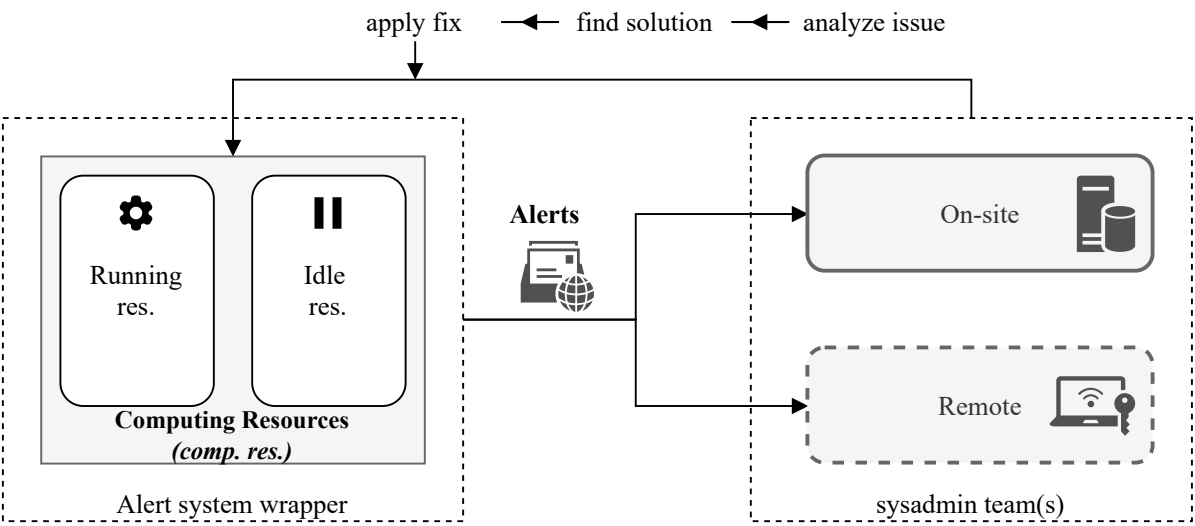 apply fix
find solution
analyze issue
Running
res.
Idle
res.
Computing Resources
(comp. res.)
Alert system wrapper
Alerts
On-site
Remote
sysadmin team(s)